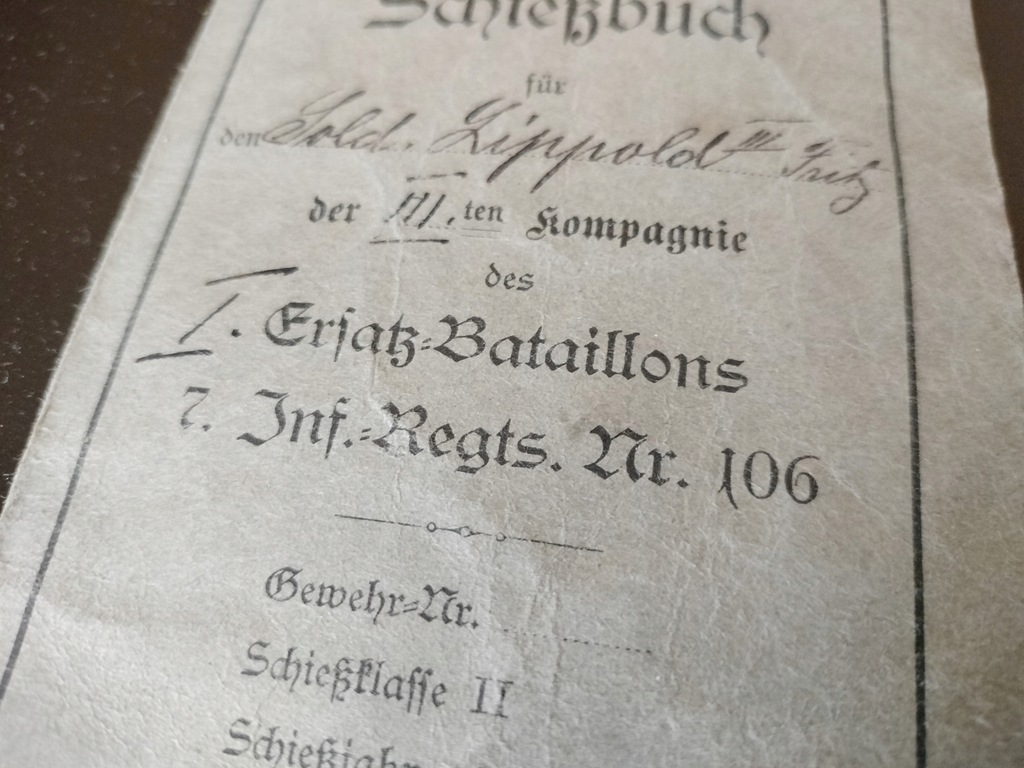 Schießbuch
für
den Sold. Lippold III Fritz
der III. ten Kompagnie
des
I. Ersatz-Bataillons
7. Inf.-Regts. Nr. 106
Gewehr-Nr.
Schießklasse II
Schießjahr